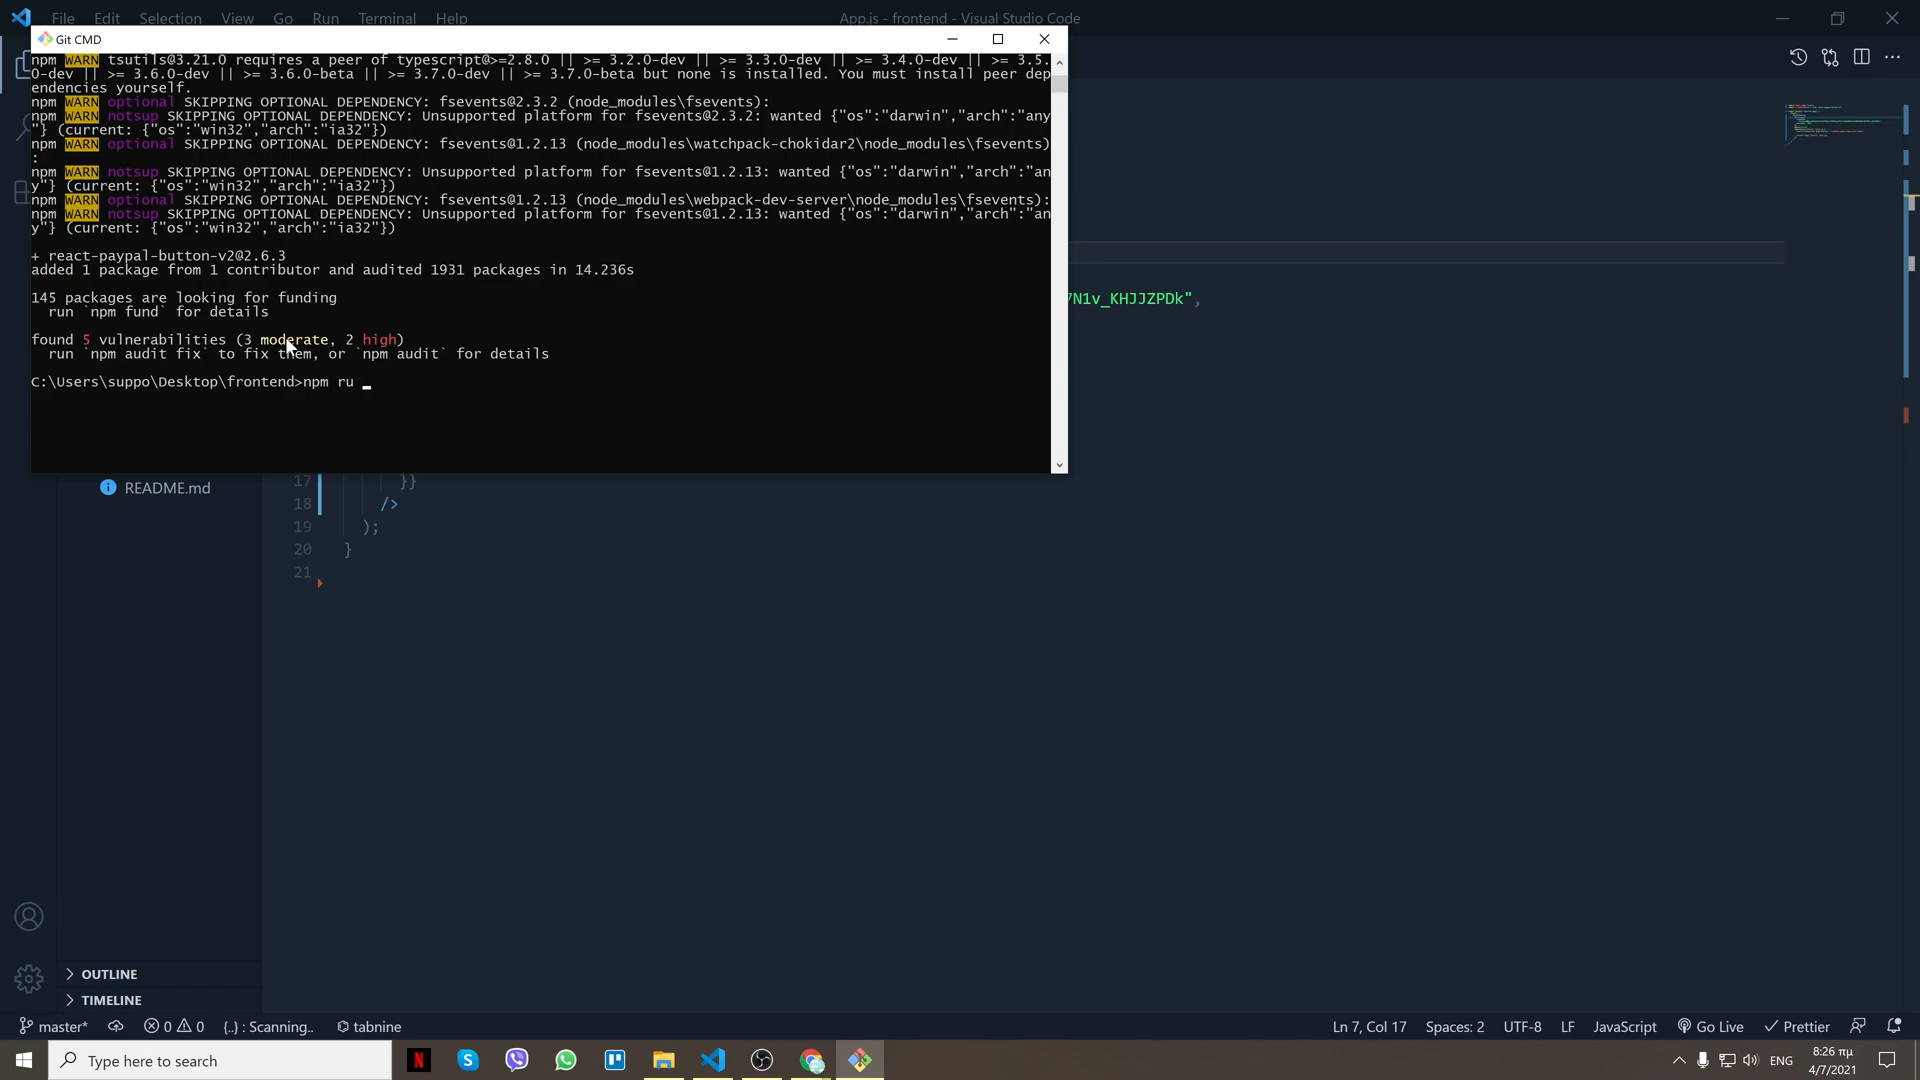 File Edit Selection View Go Run Terminal Help
App.js - frontend - Visual Studio Code
Git CMD
npm WARN tsutils@3.21.0 requires a peer of typescript@>=2.8.0 || >= 3.2.0-dev || >= 3.3.0-dev || >= 3.4.0-dev || >= 3.5.
0-dev || >= 3.6.0-dev || >= 3.6.0-beta || >= 3.7.0-dev || >= 3.7.0-beta but none is installed. You must install peer dep
endencies yourself.
npm WARN optional SKIPPING OPTIONAL DEPENDENCY: fsevents@2.3.2 (node_modules\fsevents):
npm WARN notsup SKIPPING OPTIONAL DEPENDENCY: Unsupported platform for fsevents@2.3.2: wanted {"os":"darwin","arch":"any
"} (current: {"os":"win32","arch":"ia32"})
npm WARN optional SKIPPING OPTIONAL DEPENDENCY: fsevents@1.2.13 (node_modules\watchpack-chokidar2\node_modules\fsevents)
:
npm WARN notsup SKIPPING OPTIONAL DEPENDENCY: Unsupported platform for fsevents@1.2.13: wanted {"os":"darwin","arch":"an
y"} (current: {"os":"win32","arch":"ia32"})
npm WARN optional SKIPPING OPTIONAL DEPENDENCY: fsevents@1.2.13 (node_modules\webpack-dev-server\node_modules\fsevents):
npm WARN notsup SKIPPING OPTIONAL DEPENDENCY: Unsupported platform for fsevents@1.2.13: wanted {"os":"darwin","arch":"an
y"} (current: {"os":"win32","arch":"ia32"})
+ react-paypal-button-v2@2.6.3
added 1 package from 1 contributor and audited 1931 packages in 14.236s
145 packages are looking for funding
run `npm fund` for details
found 5 vulnerabilities (3 moderate, 2 high)
run `npm audit fix` to fix them, or `npm audit` for details
C:\Users\suppo\Desktop\frontend>npm ru _
7N1v_KHJJZPDk",
17 }}
18 />
19 );
20 }
21
README.md
OUTLINE
TIMELINE
master* 0 0 {..} : Scanning.. tabnine
Ln 7, Col 17 Spaces: 2 UTF-8 LF JavaScript Go Live Prettier
Type here to search
ENG
8:26 πμ
4/7/2021